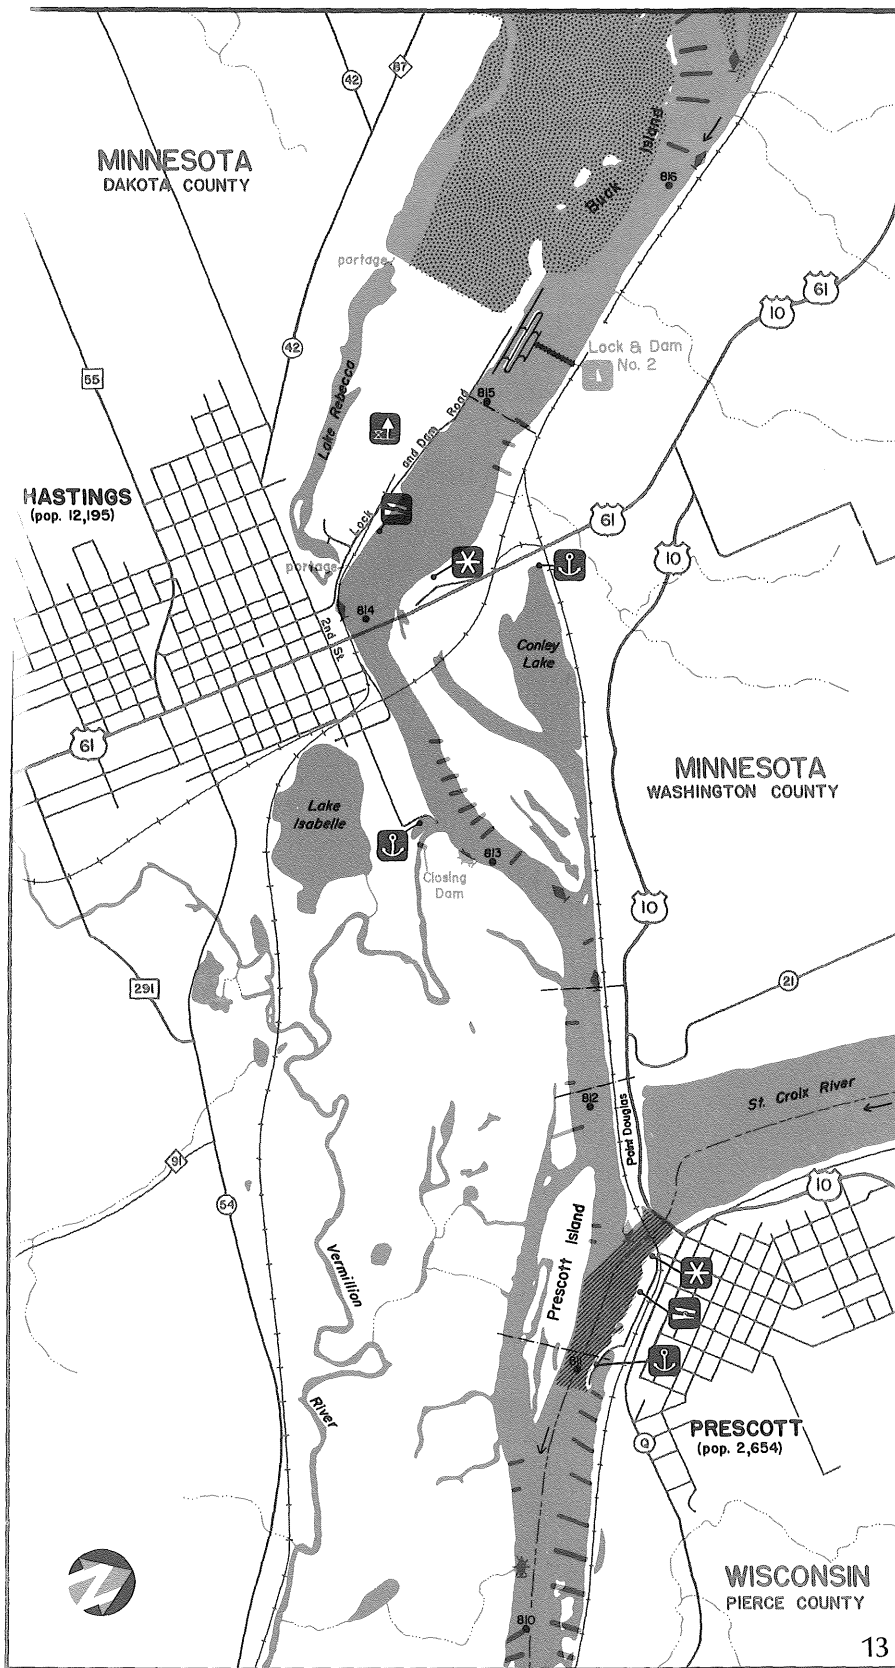 87
42
MINNESOTA
DAKOTA COUNTY
Buck Island
816
portage
61
10
42
Lock & Dam
No. 2
55
Lake Rebecca
815
Lock and Dam Road
HASTINGS
(pop. 12,195)
61
10
portage
814
2nd St
Conley
Lake
61
MINNESOTA
WASHINGTON COUNTY
Lake
Isabelle
813
Closing
Dam
10
291
21
812
St. Croix River
Point Douglas
91
10
54
Prescott Island
Vermillion
811
River
PRESCOTT
(pop. 2,654)
Q
N
WISCONSIN
PIERCE COUNTY
810
13